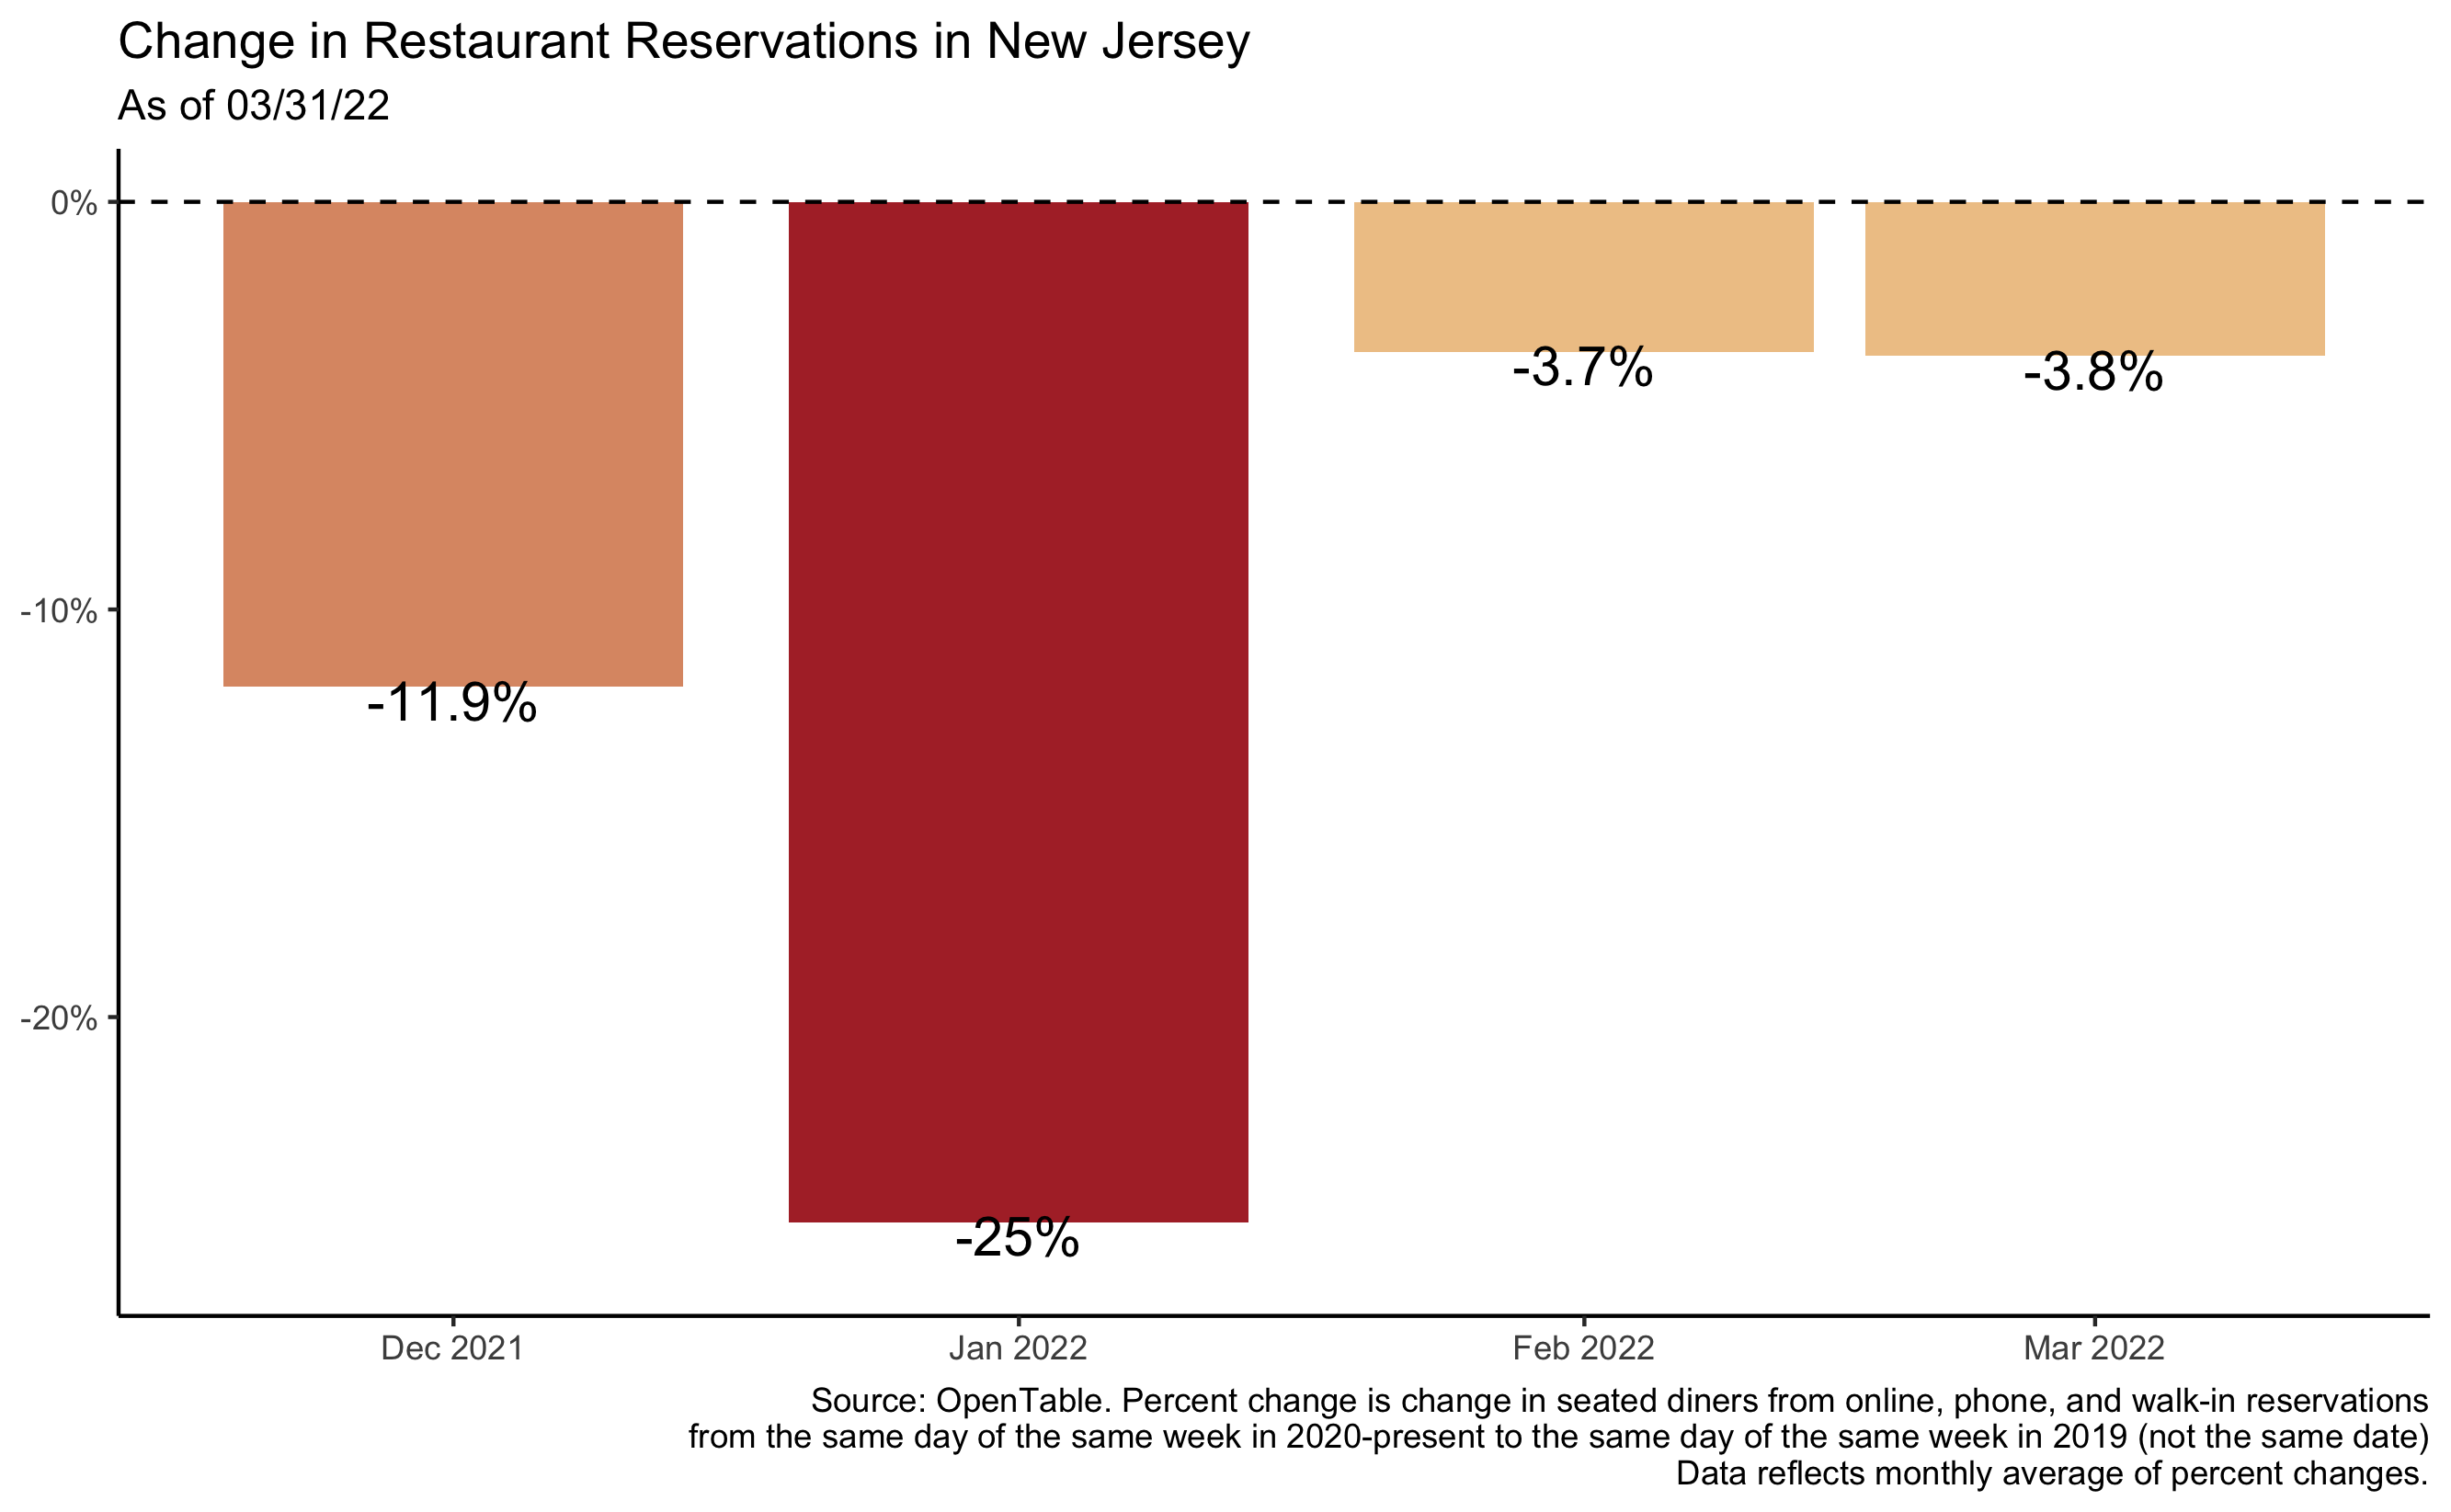 Change in Restaurant Reservations in New Jersey
As of 03/31/22
0%
-10%
-20%
-11.9%
-25%
-3.7%
-3.8%
Dec 2021
Jan 2022
Feb 2022
Mar 2022
Source: OpenTable. Percent change is change in seated diners from online, phone, and walk-in reservations
from the same day of the same week in 2020-present to the same day of the same week in 2019 (not the same date)
Data reflects monthly average of percent changes.